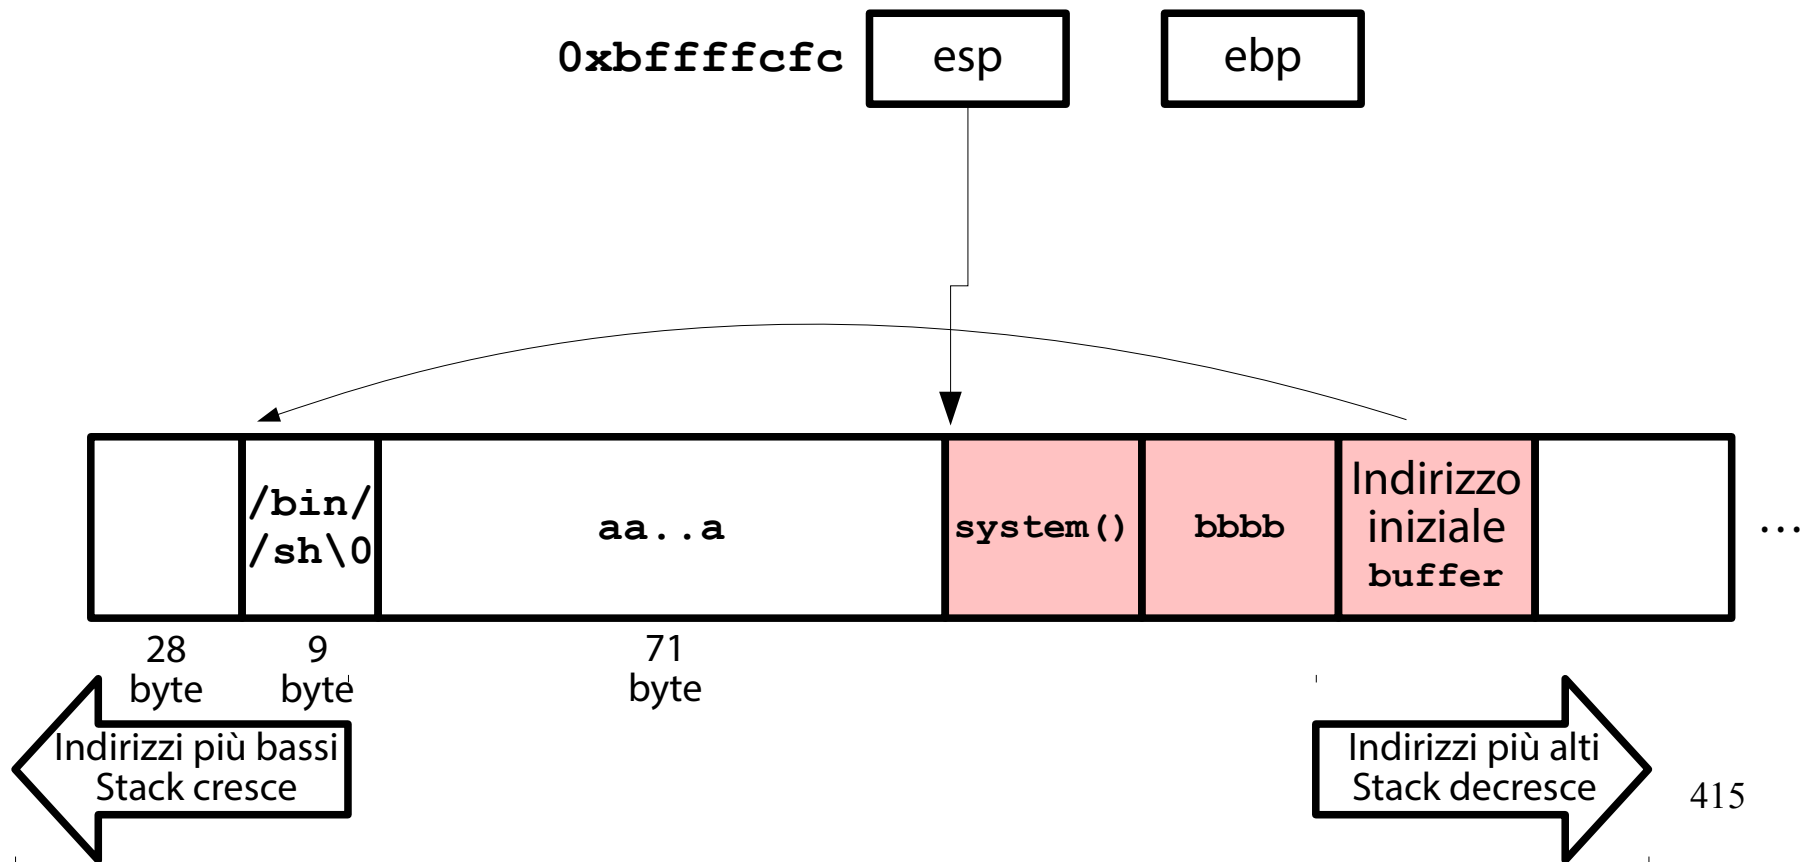 0xbffffcfc
esp
ebp
/bin/
/sh\0
aa..a
system()
bbbb
Indirizzo
iniziale
buffer
...
28
byte
9
byte
71
byte
Indirizzi più bassi
Stack cresce
Indirizzi più alti
Stack decresce
415